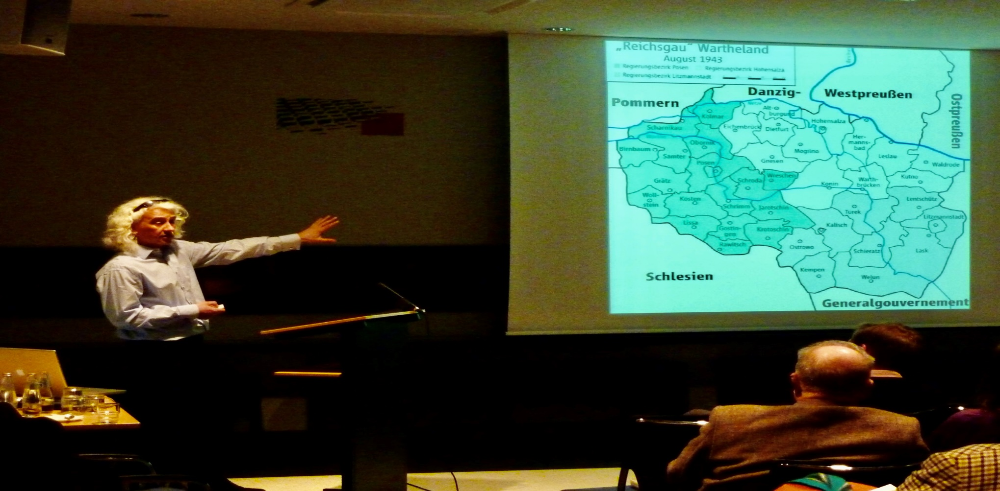 „Reichsgau“ Wartheland
August 1943
Regierungsbezirk Posen
Regierungsbezirk Hohensalza
Regierungsbezirk Litzmannstadt
Danzig-
Westpreußen
Pommern
Ostpreußen
Netze
Alt-
burgund
Kolmar
Hohensalza
Scharnikau
Eichenbrück
Dietfurt
Her-
manns-
bad
Birnbaum
Obornik
Samter
Mogilno
Leslau
Posen
Gnesen
Waldrode
Wreschen
Kutno
Grätz
Schroda
Konin
Warth-
brücken
Woll-
stein
Kosten
Schrimm
Jarotschin
Turek
Lentschütz
Litzmannstadt
Lissa
Gostin-
gen
Krotoschin
Kalisch
Rawitsch
Ostrowo
Schieratz
Lask
Kempen
Welun
Schlesien
Generalgouvernement